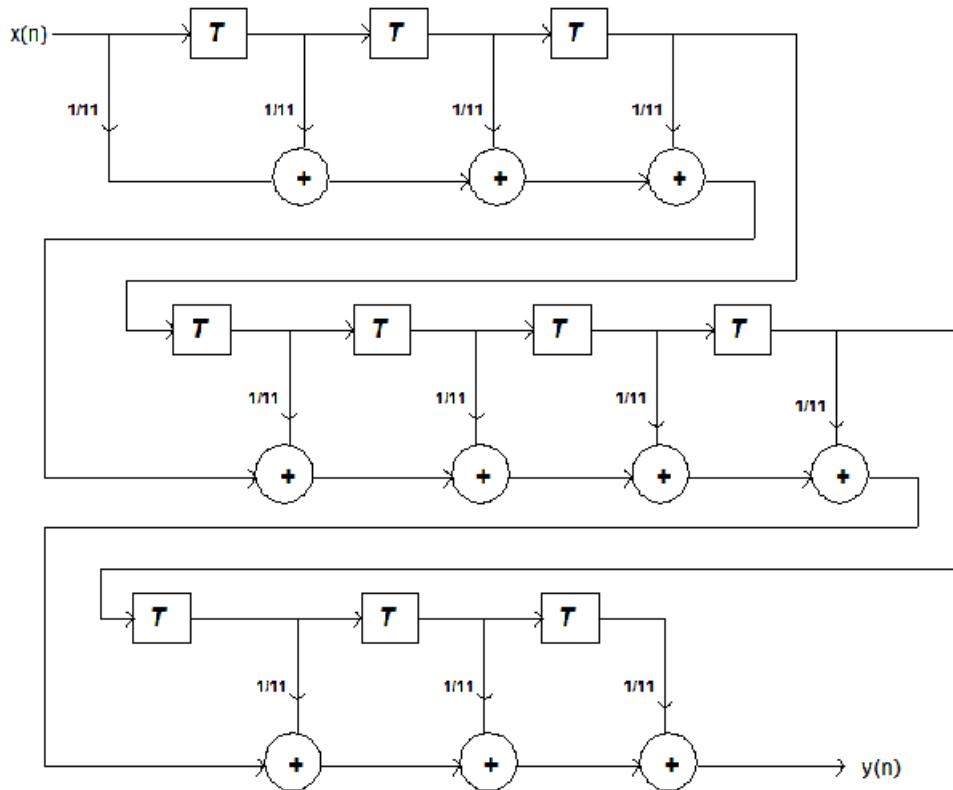 x(n) T T T
1/11 1/11 1/11 1/11
+ + +
T T T T
1/11 1/11 1/11 1/11
+ + + +
T T T
1/11 1/11 1/11
+ + + y(n)